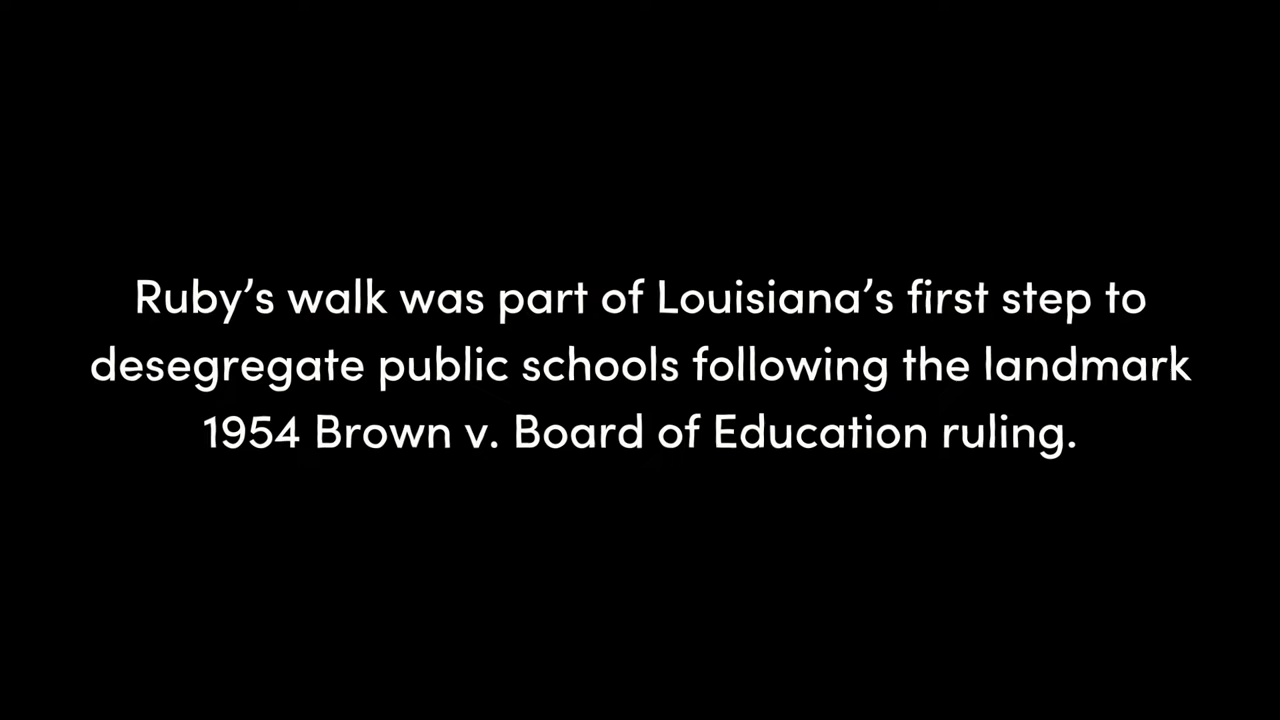 Ruby’s walk was part of Louisiana’s first step to
desegregate public schools following the landmark
1954 Brown v. Board of Education ruling.